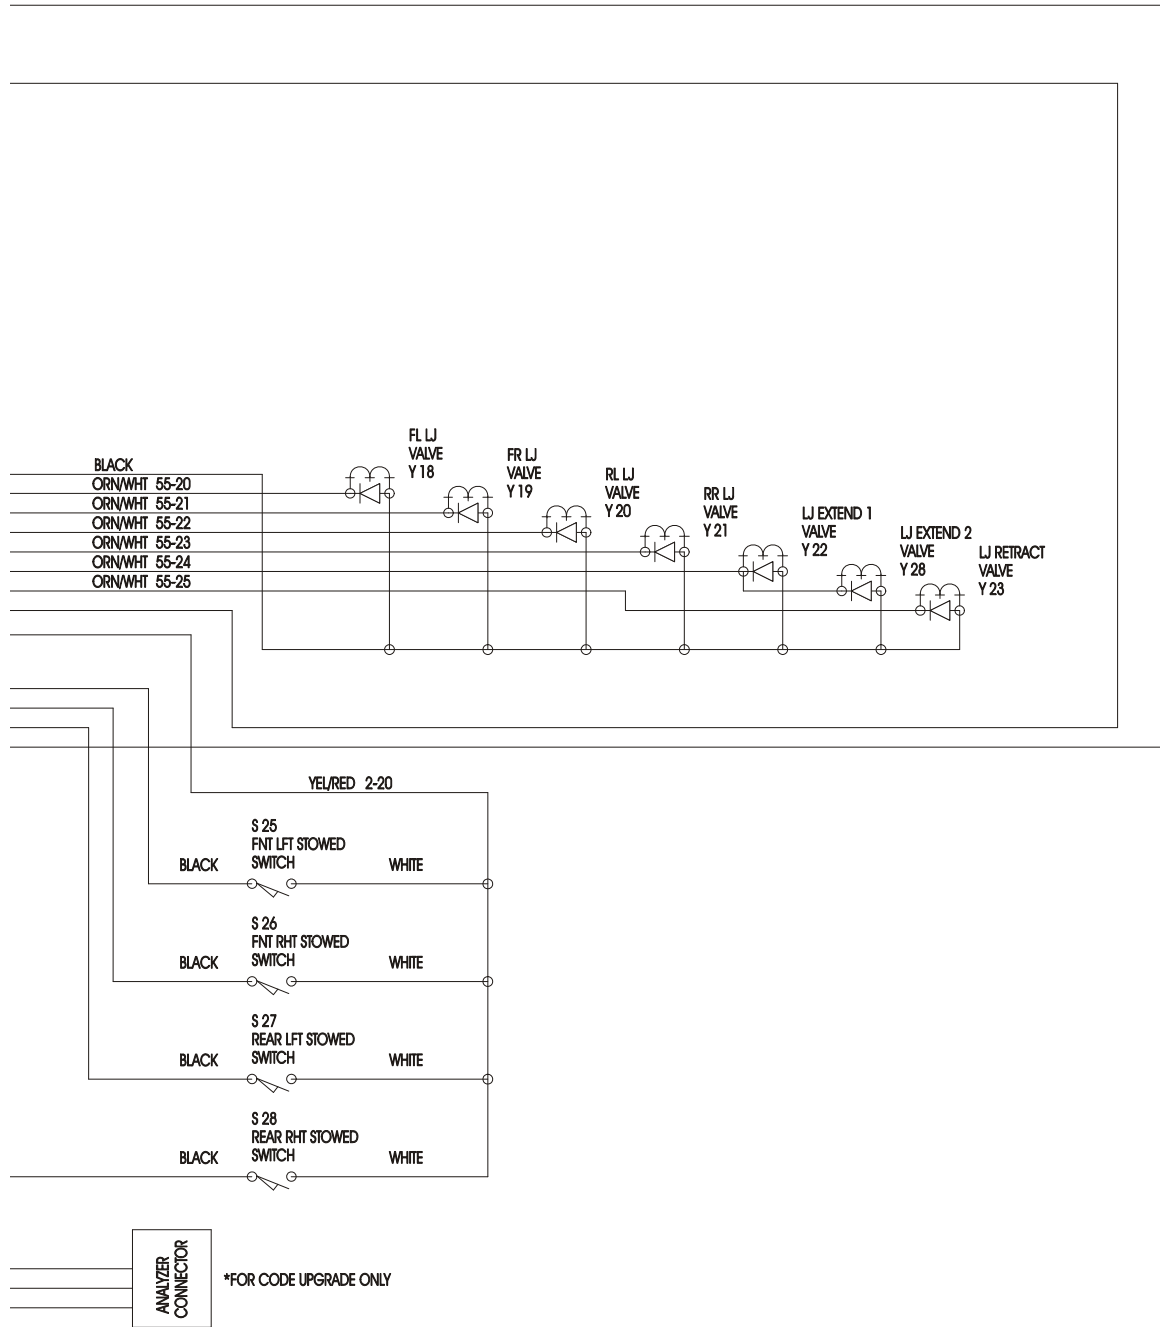 FL LJ
VALVE
Y 18
FR LJ
VALVE
Y 19
RL LJ
VALVE
Y 20
RR LJ
VALVE
Y 21
LJ EXTEND 1
VALVE
Y 22
LJ EXTEND 2
VALVE
Y 28
LJ RETRACT
VALVE
Y 23
BLACK
ORN/WHT 55-20
ORN/WHT 55-21
ORN/WHT 55-22
ORN/WHT 55-23
ORN/WHT 55-24
ORN/WHT 55-25
YEL/RED 2-20
S 25
FNT LFT STOWED
SWITCH
BLACK
WHITE
S 26
FNT RHT STOWED
SWITCH
BLACK
WHITE
S 27
REAR LFT STOWED
SWITCH
BLACK
WHITE
S 28
REAR RHT STOWED
SWITCH
BLACK
WHITE
ANALYZER
CONNECTOR
*FOR CODE UPGRADE ONLY